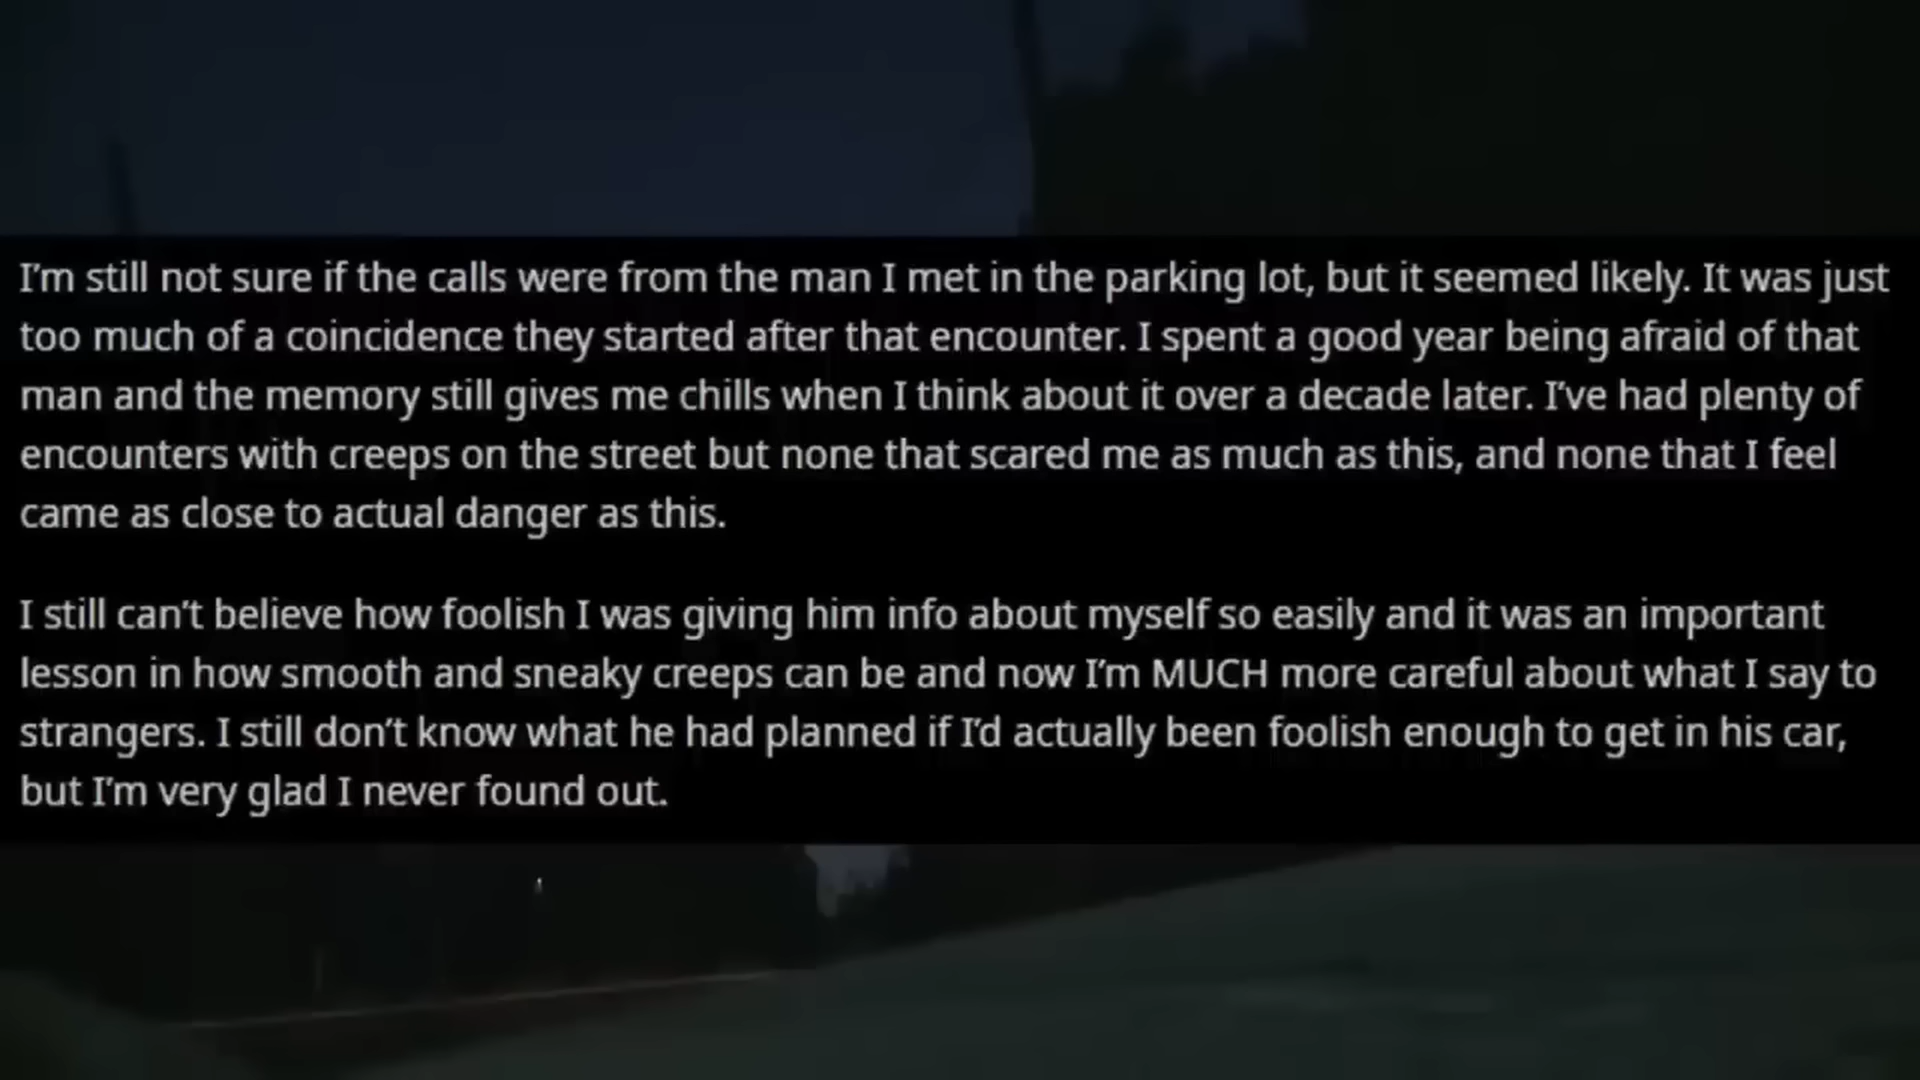 I'm still not sure if the calls were from the man I met in the parking lot, but it seemed likely. It was just
too much of a coincidence they started after that encounter. I spent a good year being afraid of that
man and the memory still gives me chills when I think about it over a decade later. I've had plenty of
encounters with creeps on the street but none that scared me as much as this, and none that I feel
came as close to actual danger as this.
I still can't believe how foolish I was giving him info about myself so easily and it was an important
lesson in how smooth and sneaky creeps can be and now I'm MUCH more careful about what I say to
strangers. I still don't know what he had planned if I'd actually been foolish enough to get in his car,
but I'm very glad I never found out.